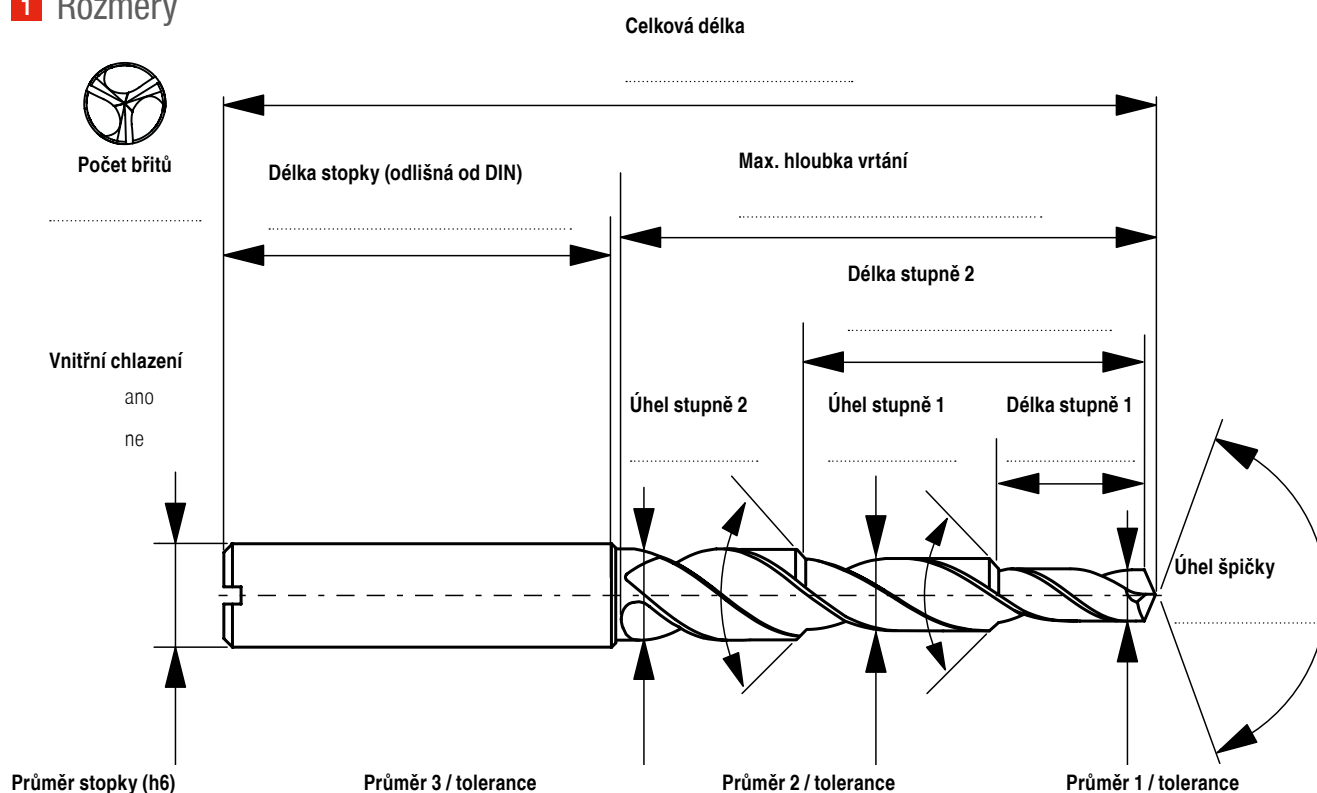 1 Rozměry
Celková délka
Počet břitů
Délka stopky (odlišná od DIN)
Max. hloubka vrtání
Délka stupně 2
Vnitřní chlazení
ano
ne
Úhel stupně 2
Úhel stupně 1
Délka stupně 1
Úhel špičky
Průměr stopky (h6)
Průměr 3 / tolerance
Průměr 2 / tolerance
Průměr 1 / tolerance